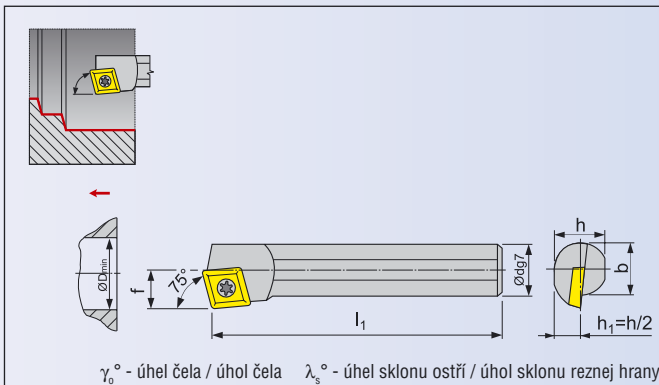 ØDmin
f
75°
l₁
Ødg7
h
b
h₁=h/2
γₒ° - úhel čela / úhol čela λₛ° - úhel sklonu ostří / úhol sklonu reznej hrany